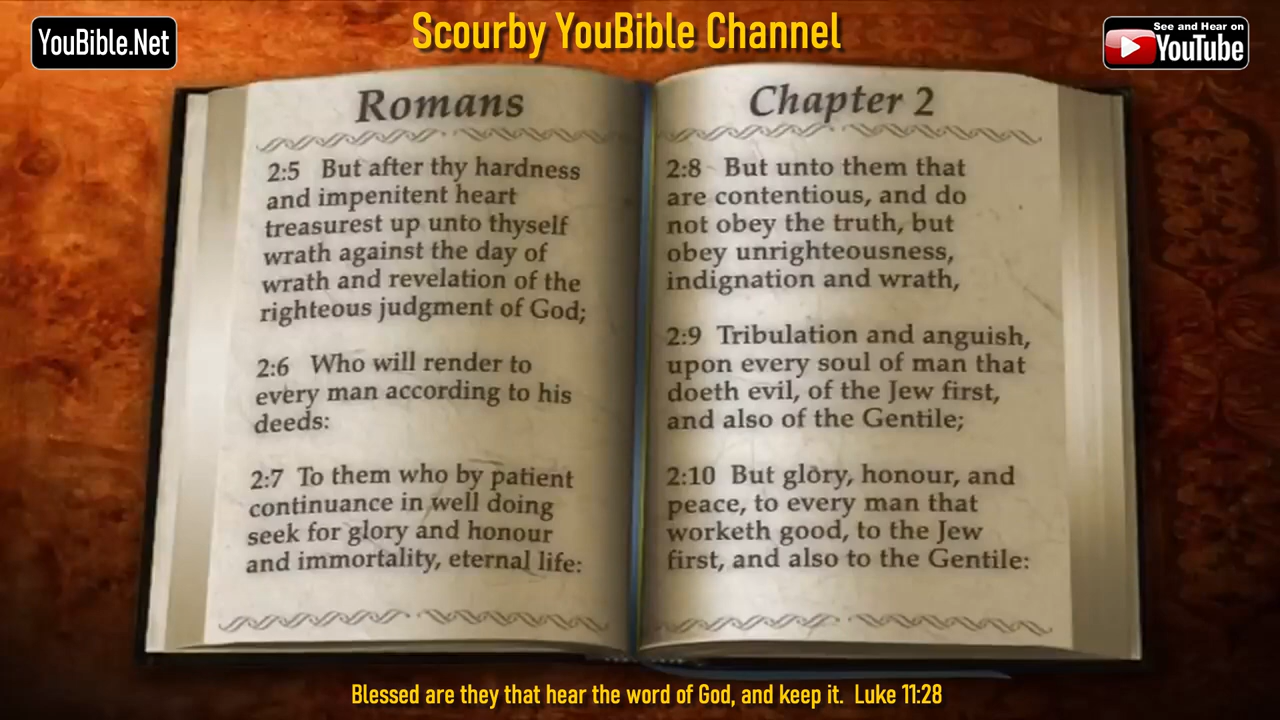 YouBible.Net
Scourby YouBible Channel
See and Hear on
YouTube
Romans
2:5 But after thy hardness
and impenitent heart
treasurest up unto thyself
wrath against the day of
wrath and revelation of the
righteous judgment of God;
2:6 Who will render to
every man according to his
deeds:
2:7 To them who by patient
continuance in well doing
seek for glory and honour
and immortality, eternal life:
Chapter 2
2:8 But unto them that
are contentious, and do
not obey the truth, but
obey unrighteousness,
indignation and wrath,
2:9 Tribulation and anguish,
upon every soul of man that
doeth evil, of the Jew first,
and also of the Gentile;
2:10 But glory, honour, and
peace, to every man that
worketh good, to the Jew
first, and also to the Gentile:
Blessed are they that hear the word of God, and keep it. Luke 11:28